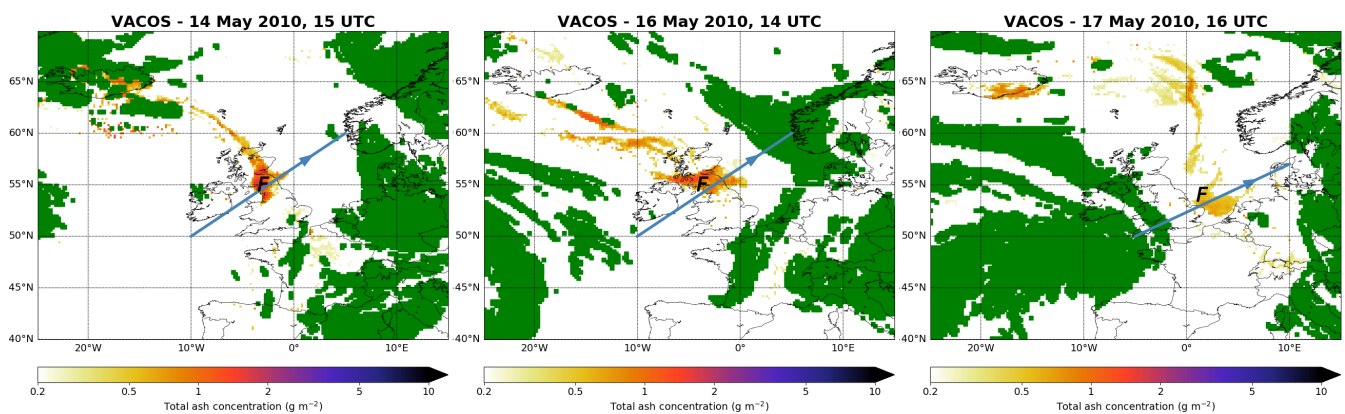 VACOS - 14 May 2010, 15 UTC
65°N
60°N
55°N
50°N
45°N
40°N
20°W
10°W
0°
10°E
F
0.2
0.5
1
2
5
10
Total ash concentration (g m⁻²)
VACOS - 16 May 2010, 14 UTC
65°N
60°N
55°N
50°N
45°N
40°N
20°W
10°W
0°
10°E
F
0.2
0.5
1
2
5
10
Total ash concentration (g m⁻²)
VACOS - 17 May 2010, 16 UTC
65°N
60°N
55°N
50°N
45°N
40°N
20°W
10°W
0°
10°E
F
0.2
0.5
1
2
5
10
Total ash concentration (g m⁻²)